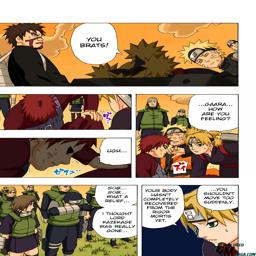 YOU
BRATS!
...GAARA...
HOW
ARE YOU
FEELING?
UGH...
SOB...
SOB...
WHAT
A RELIEF...
I THOUGHT
LORD
KAZEKAGE
WAS REALLY
GONE.
YOUR BODY
HASN'T
COMPLETELY
RECOVERED
FROM THE
RIGOR
MORTIS YET.
...YOU
SHOULDN'T
MOVE TOO
SUDDENLY.